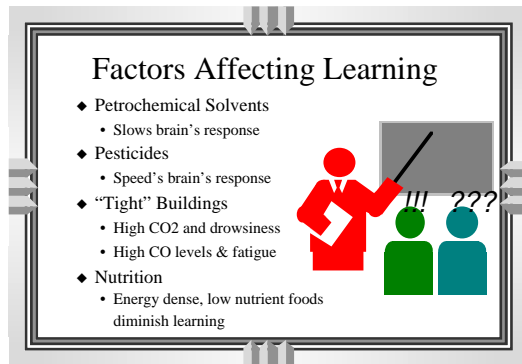 Factors Affecting Learning
◆ Petrochemical Solvents
• Slows brain's response
◆ Pesticides
• Speed's brain's response
◆ “Tight” Buildings
• High CO2 and drowsiness
• High CO levels & fatigue
◆ Nutrition
• Energy dense, low nutrient foods
diminish learning
!!! ???